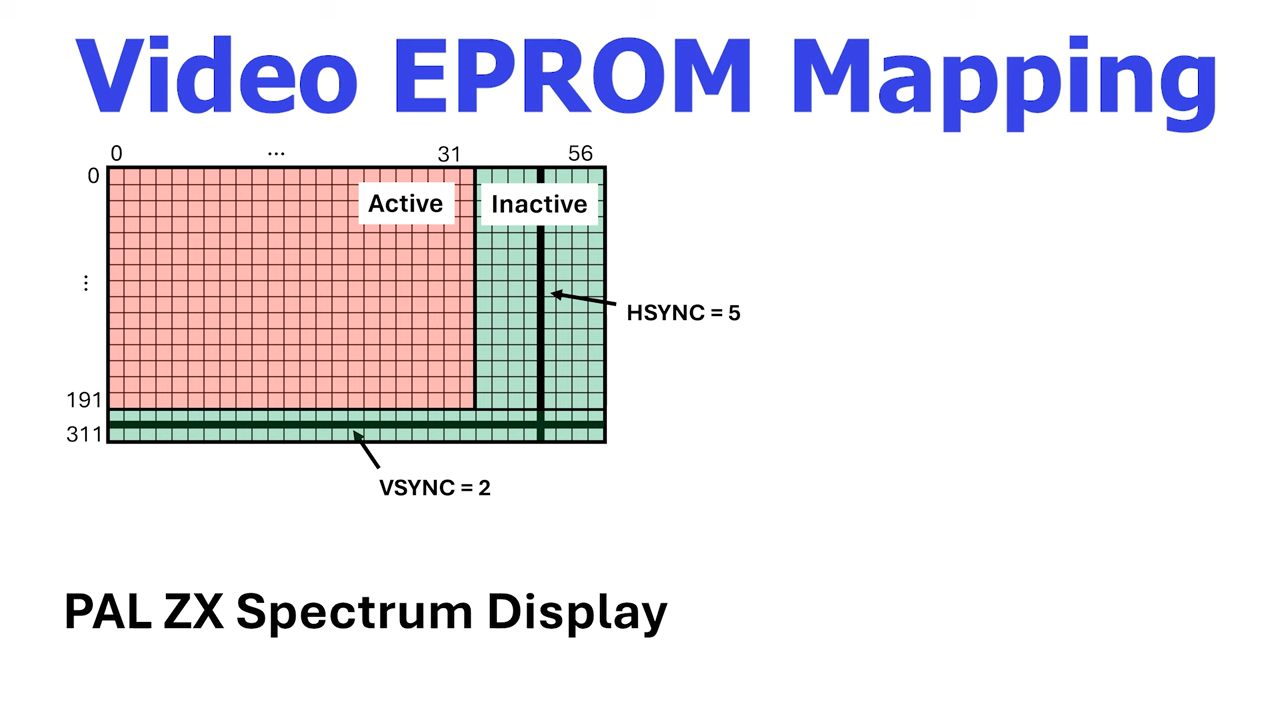 Video EPROM Mapping
0 ... 31 56
0
Active Inactive
⋮
HSYNC = 5
191
311
VSYNC = 2
PAL ZX Spectrum Display